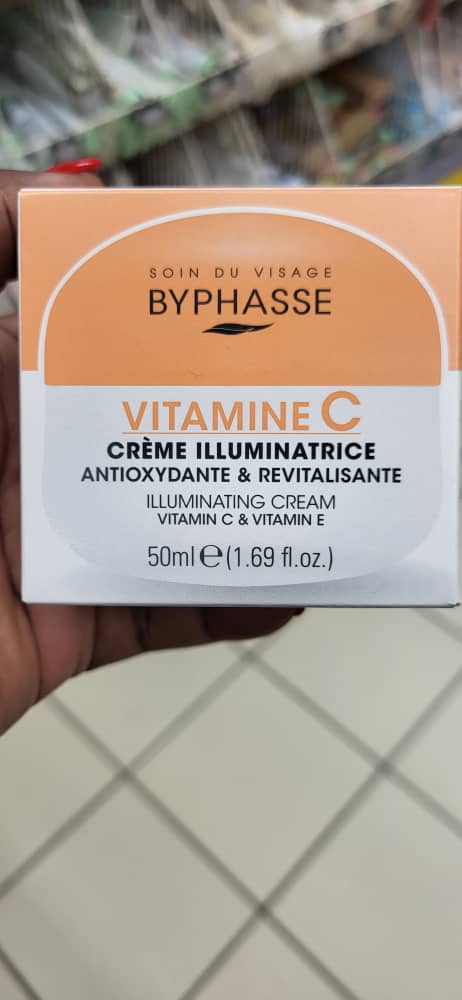 SOIN DU VISAGE
BYPHASSE
VITAMINE C
CRÈME ILLUMINATRICE
ANTIOXYDANTE & REVITALISANTE
ILLUMINATING CREAM
VITAMIN C & VITAMIN E
50ml ℮ (1.69 fl.oz.)